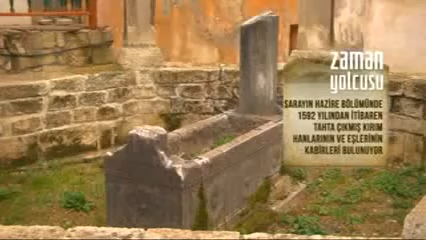 zaman
yolcusu
SARAYIN HAZİRE BÖLÜMÜNDE
1592 YILINDAN İTİBAREN
TAHTA ÇIKMIŞ KIRIM
HANLARININ VE EŞLERİNİN
KABİRLERİ BULUNUYOR